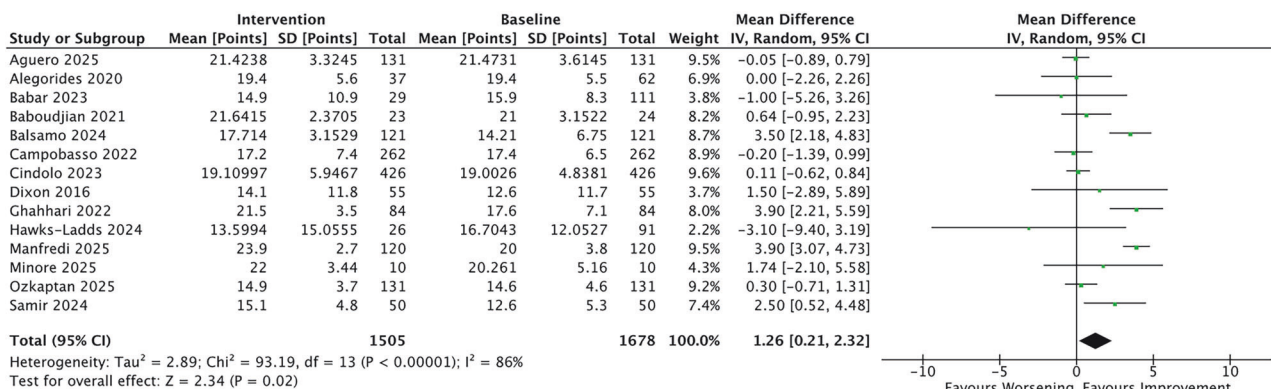 Intervention Baseline Mean Difference Mean Difference
Study or Subgroup Mean [Points] SD [Points] Total Mean [Points] SD [Points] Total Weight IV, Random, 95% CI IV, Random, 95% CI
Aguero 2025 21.4238 3.3245 131 21.4731 3.6145 131 9.5% -0.05 [-0.89, 0.79]
Alegorides 2020 19.4 5.6 37 19.4 5.5 62 6.9% 0.00 [-2.26, 2.26]
Babar 2023 14.9 10.9 29 15.9 8.3 111 3.8% -1.00 [-5.26, 3.26]
Baboudjian 2021 21.6415 2.3705 23 21 3.1522 24 8.2% 0.64 [-0.95, 2.23]
Balsamo 2024 17.714 3.1529 121 14.21 6.75 121 8.7% 3.50 [2.18, 4.83]
Campobasso 2022 17.2 7.4 262 17.4 6.5 262 8.9% -0.20 [-1.39, 0.99]
Cindolo 2023 19.10997 5.9467 426 19.0026 4.8381 426 9.6% 0.11 [-0.62, 0.84]
Dixon 2016 14.1 11.8 55 12.6 11.7 55 3.7% 1.50 [-2.89, 5.89]
Ghahhari 2022 21.5 3.5 84 17.6 7.1 84 8.0% 3.90 [2.21, 5.59]
Hawks-Ladds 2024 13.5994 15.0555 26 16.7043 12.0527 91 2.2% -3.10 [-9.40, 3.19]
Manfredi 2025 23.9 2.7 120 20 3.8 120 9.5% 3.90 [3.07, 4.73]
Minore 2025 22 3.44 10 20.261 5.16 10 4.3% 1.74 [-2.10, 5.58]
Ozkaptan 2025 14.9 3.7 131 14.6 4.6 131 9.2% 0.30 [-0.71, 1.31]
Samir 2024 15.1 4.8 50 12.6 5.3 50 7.4% 2.50 [0.52, 4.48]
Total (95% CI) 1505 1678 100.0% 1.26 [0.21, 2.32]
Heterogeneity: Tau² = 2.89; Chi² = 93.19, df = 13 (P < 0.00001); I² = 86%
Test for overall effect: Z = 2.34 (P = 0.02)
-10 -5 0 5 10
Favours Worsening Favours Improvement